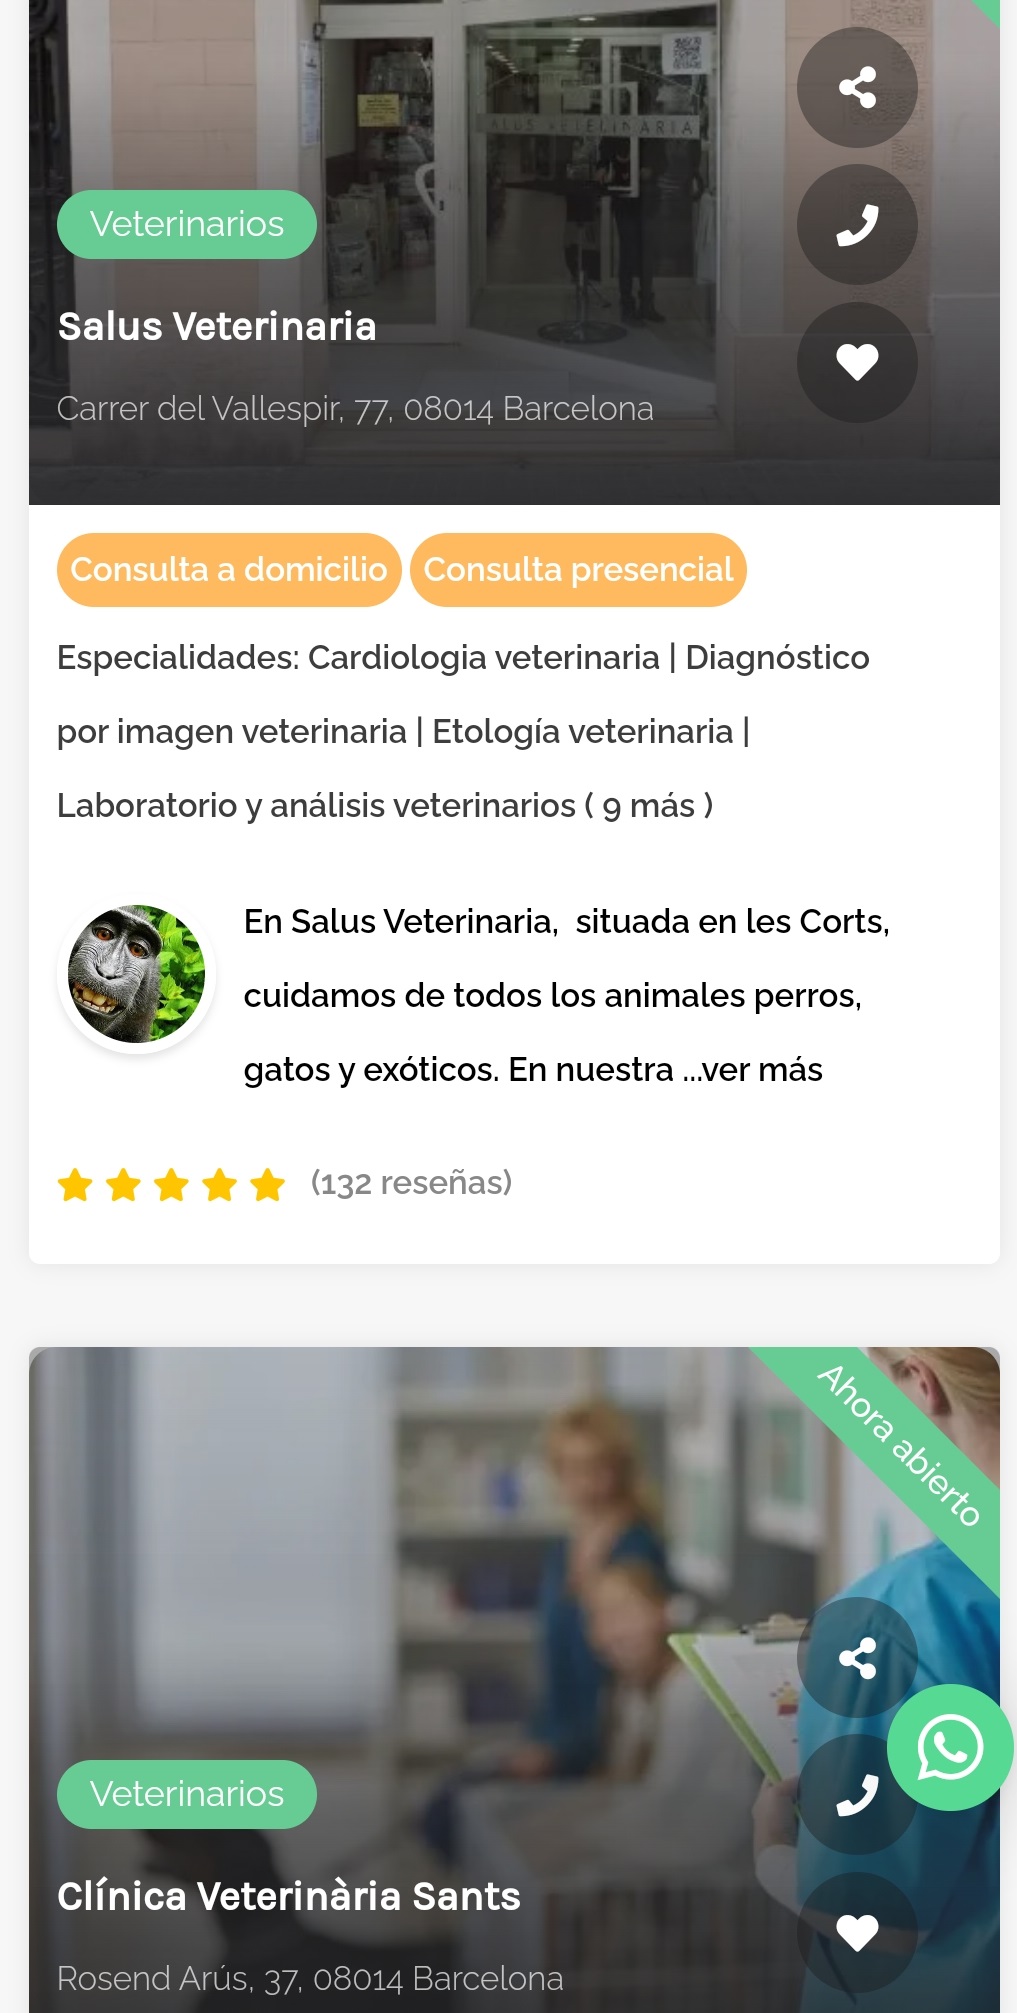 ALUS VETERINARIA
Veterinarios
Salus Veterinaria
Carrer del Vallespir, 77, 08014 Barcelona
Consulta a domicilio Consulta presencial
Especialidades: Cardiologia veterinaria | Diagnóstico
por imagen veterinaria | Etología veterinaria |
Laboratorio y análisis veterinarios ( 9 más )
En Salus Veterinaria, situada en les Corts,
cuidamos de todos los animales perros,
gatos y exóticos. En nuestra ...ver más
(132 reseñas)
Ahora abierto
Veterinarios
Clínica Veterinària Sants
Rosend Arús, 37, 08014 Barcelona